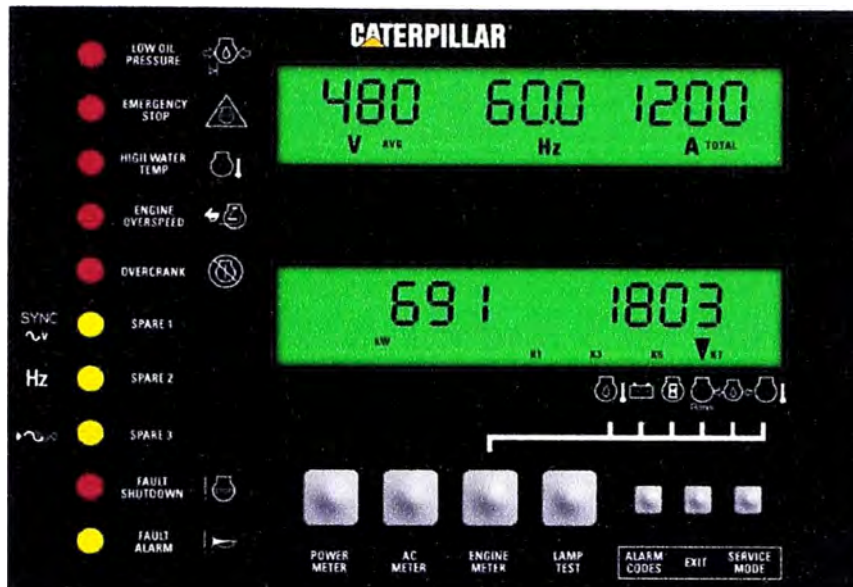 CATERPILLAR
LOW OIL
PRESSURE
EMERGENCY
STOP
HIGH WATER
TEMP
ENGINE
OVERSPEED
OVERCRANK
SYNC
V
SPARE 1
Hz
SPARE 2
SPARE 3
FAULT
SHUTDOWN
FAULT
ALARM
480 60.0 1200
V AVG Hz A TOTAL
691 1803
kW K1 K3 K5 K7
POWER
METER
AC
METER
ENGINE
METER
LAMP
TEST
ALARM
CODES
EXIT
SERVICE
MODE